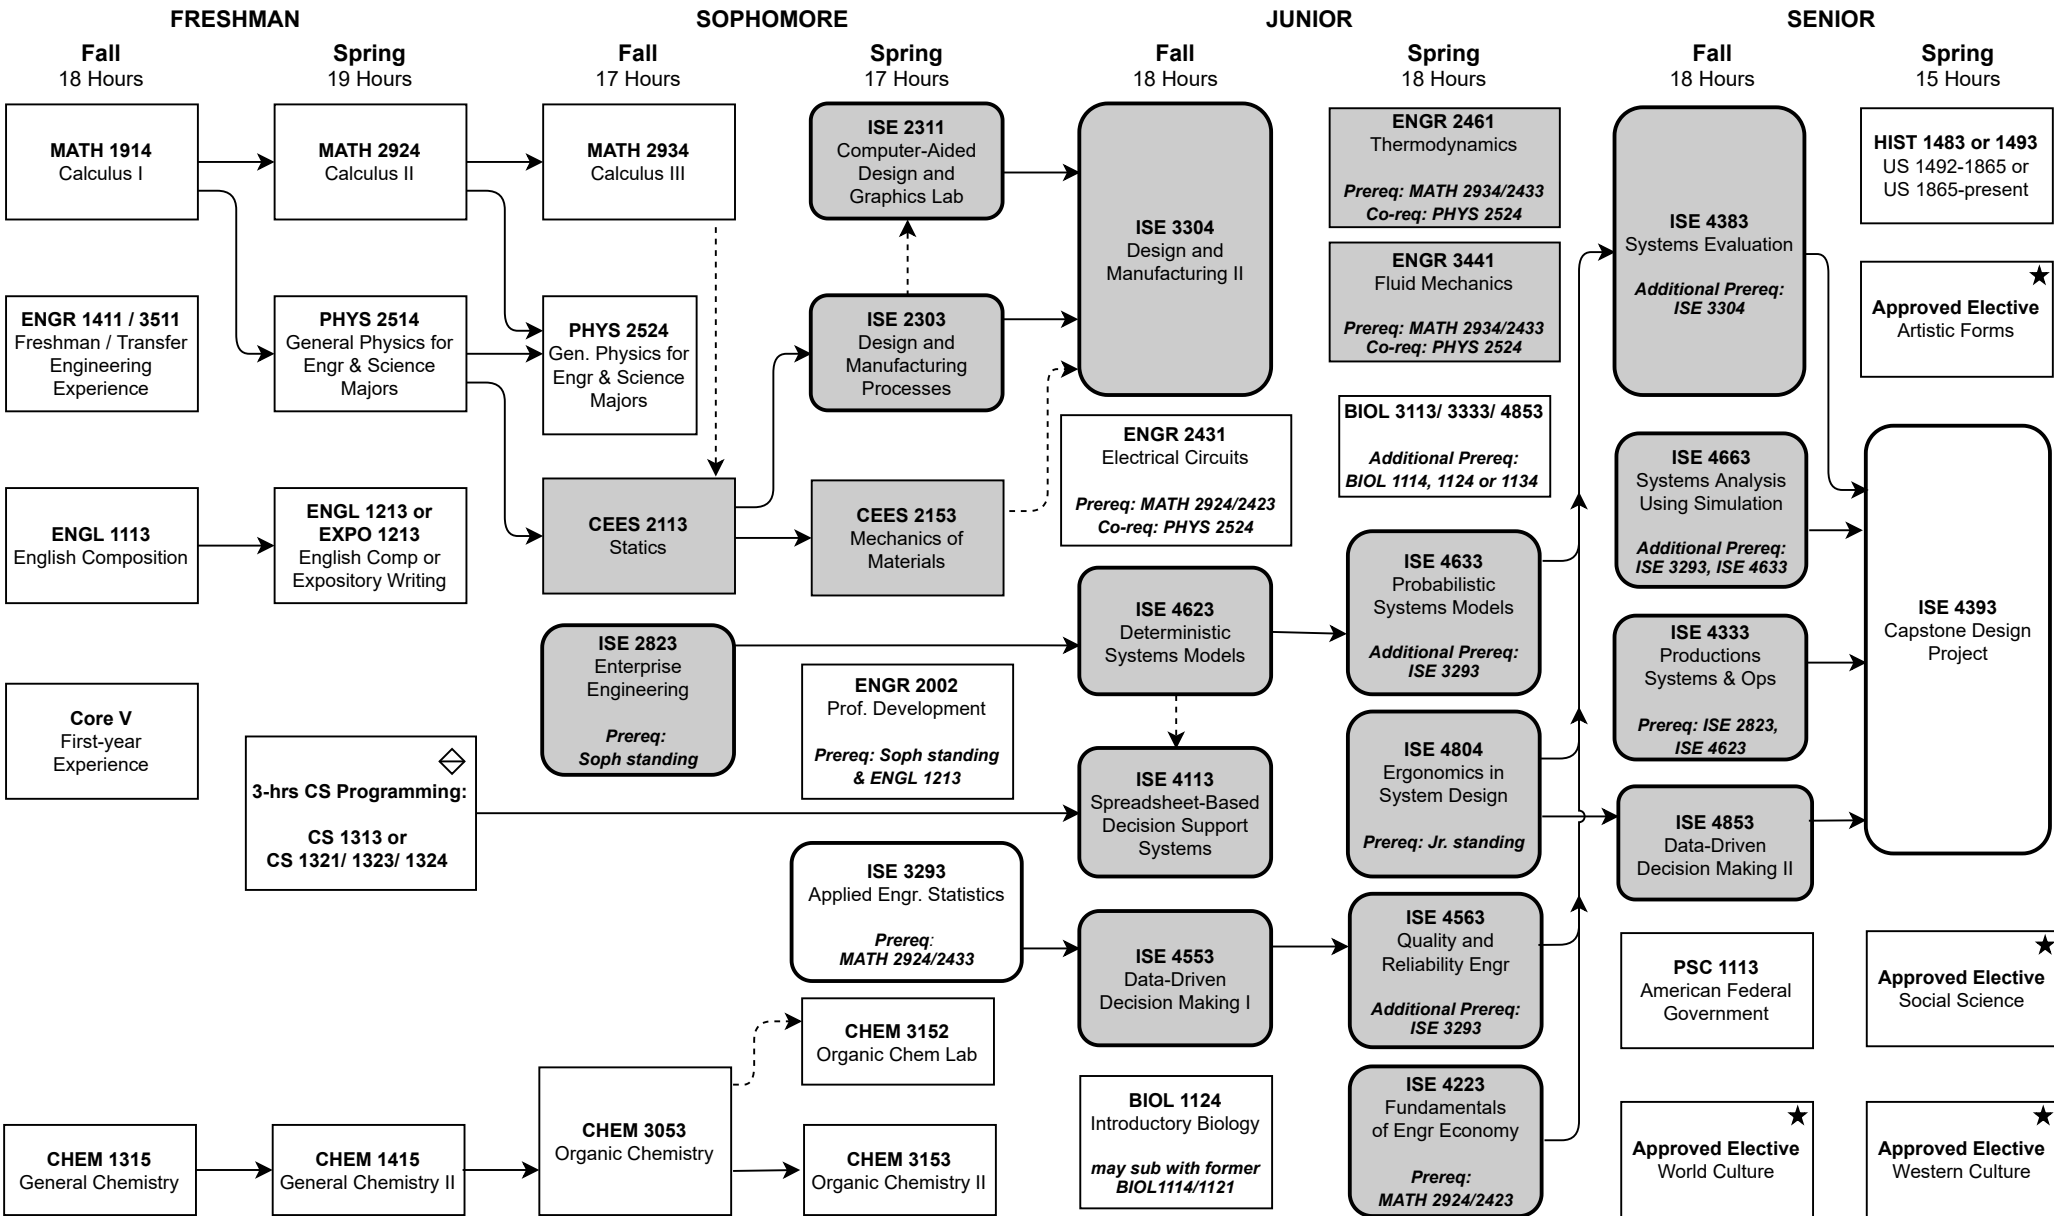 FRESHMAN
SOPHOMORE
JUNIOR
SENIOR
Fall
18 Hours
Spring
19 Hours
Fall
17 Hours
Spring
17 Hours
Fall
18 Hours
Spring
18 Hours
Fall
18 Hours
Spring
15 Hours
MATH 1914
Calculus I
ENGR 1411 / 3511
Freshman / Transfer
Engineering
Experience
ENGL 1113
English Composition
Core V
First-year
Experience
CHEM 1315
General Chemistry
MATH 2924
Calculus II
PHYS 2514
General Physics for
Engr & Science
Majors
ENGL 1213 or
EXPO 1213
English Comp or
Expository Writing
3-hrs CS Programming:
CS 1313 or
CS 1321/ 1323/ 1324
CHEM 1415
General Chemistry II
MATH 2934
Calculus III
PHYS 2524
Gen. Physics for
Engr & Science
Majors
CEES 2113
Statics
ISE 2823
Enterprise
Engineering
Prereq:
Soph standing
CHEM 3053
Organic Chemistry
ISE 2311
Computer-Aided
Design and
Graphics Lab
ISE 2303
Design and
Manufacturing
Processes
CEES 2153
Mechanics of
Materials
ENGR 2002
Prof. Development
Prereq: Soph standing
& ENGL 1213
ISE 3293
Applied Engr. Statistics
Prereq:
MATH 2924/2433
CHEM 3152
Organic Chem Lab
CHEM 3153
Organic Chemistry II
ISE 3304
Design and
Manufacturing II
ENGR 2431
Electrical Circuits
Prereq: MATH 2924/2423
Co-req: PHYS 2524
ISE 4623
Deterministic
Systems Models
ISE 4113
Spreadsheet-Based
Decision Support
Systems
ISE 4553
Data-Driven
Decision Making I
BIOL 1124
Introductory Biology
may sub with former
BIOL1114/1121
ENGR 2461
Thermodynamics
Prereq: MATH 2934/2433
Co-req: PHYS 2524
ENGR 3441
Fluid Mechanics
Prereq: MATH 2934/2433
Co-req: PHYS 2524
BIOL 3113/ 3333/ 4853
Additional Prereq:
BIOL 1114, 1124 or 1134
ISE 4633
Probabilistic
Systems Models
Additional Prereq:
ISE 3293
ISE 4804
Ergonomics in
System Design
Prereq: Jr. standing
ISE 4563
Quality and
Reliability Engr
Additional Prereq:
ISE 3293
ISE 4223
Fundamentals
of Engr Economy
Prereq:
MATH 2924/2423
ISE 4383
Systems Evaluation
Additional Prereq:
ISE 3304
ISE 4663
Systems Analysis
Using Simulation
Additional Prereq:
ISE 3293, ISE 4633
ISE 4333
Productions
Systems & Ops
Prereq: ISE 2823,
ISE 4623
ISE 4853
Data-Driven
Decision Making II
PSC 1113
American Federal
Government
Approved Elective
World Culture
HIST 1483 or 1493
US 1492-1865 or
US 1865-present
Approved Elective
Artistic Forms
ISE 4393
Capstone Design
Project
Approved Elective
Social Science
Approved Elective
Western Culture